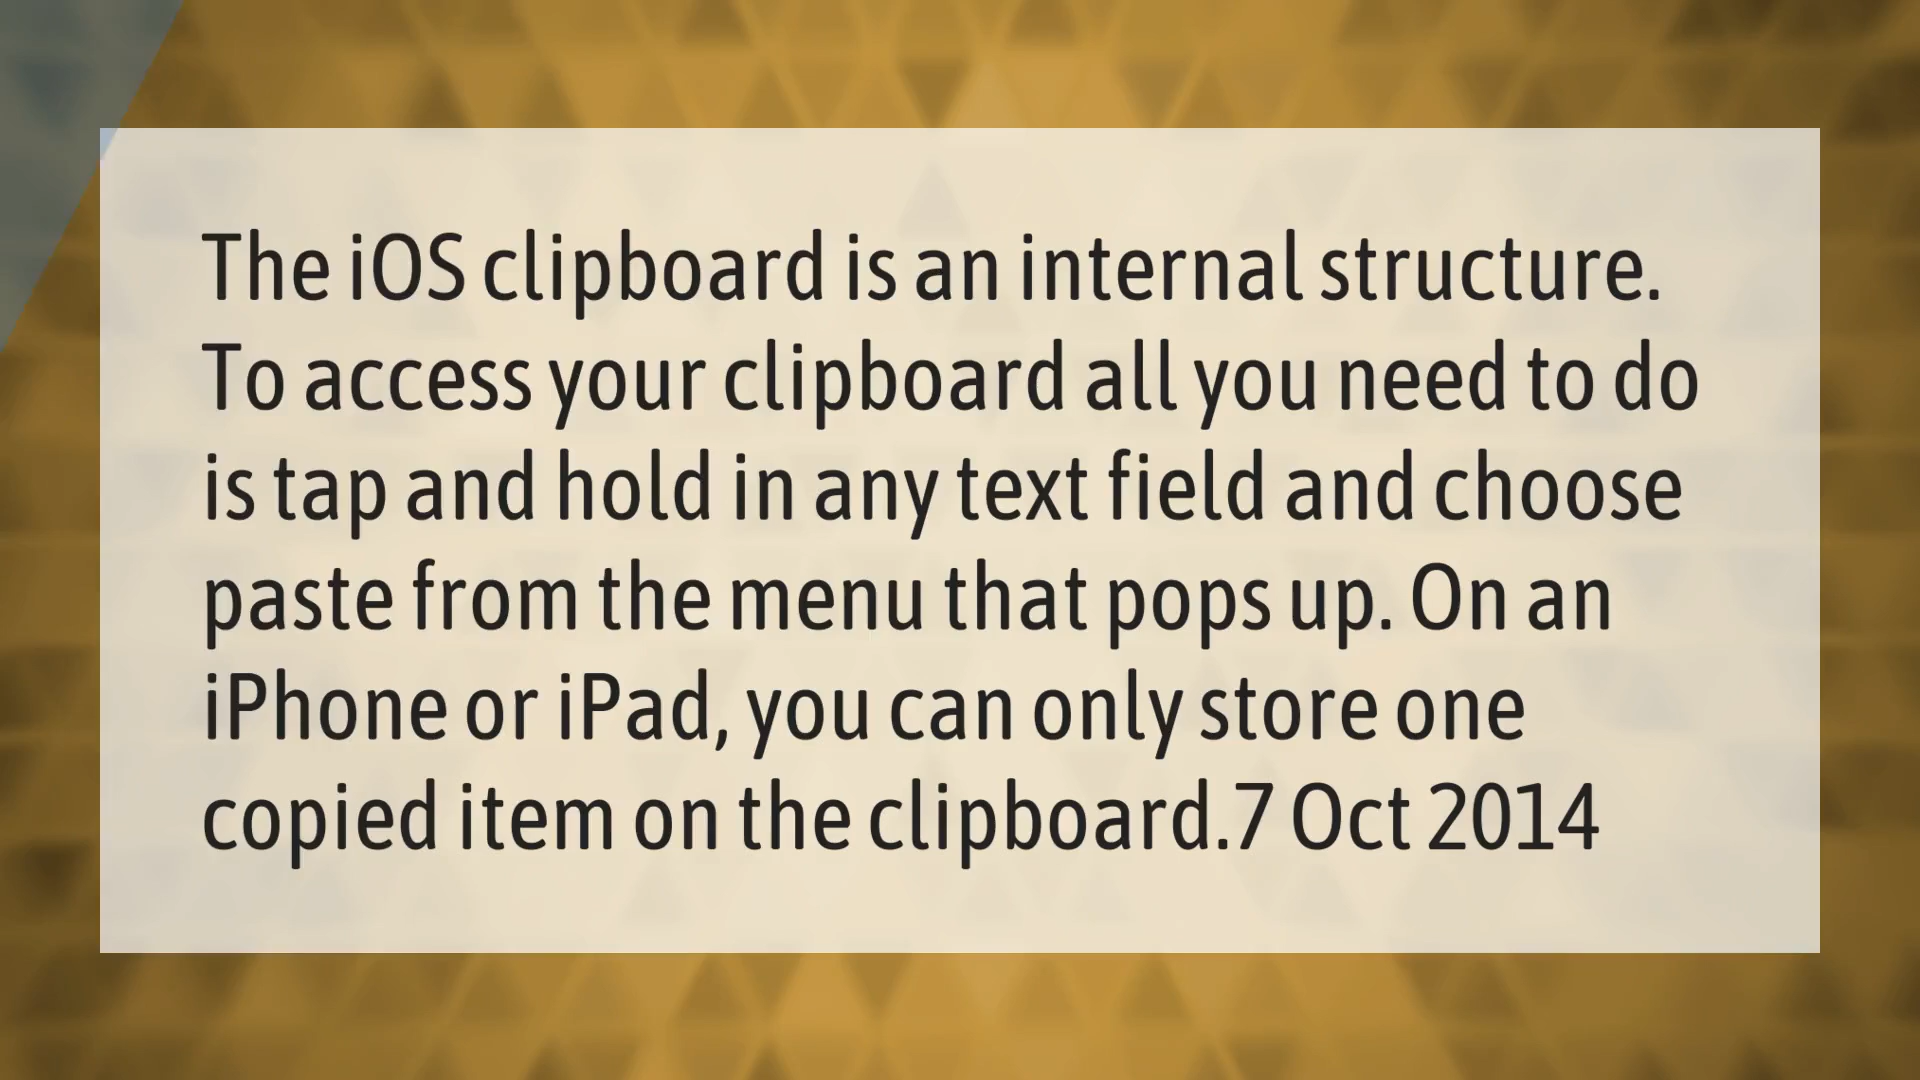 The iOS clipboard is an internal structure.
To access your clipboard all you need to do
is tap and hold in any text field and choose
paste from the menu that pops up. On an
iPhone or iPad, you can only store one
copied item on the clipboard.7 Oct 2014